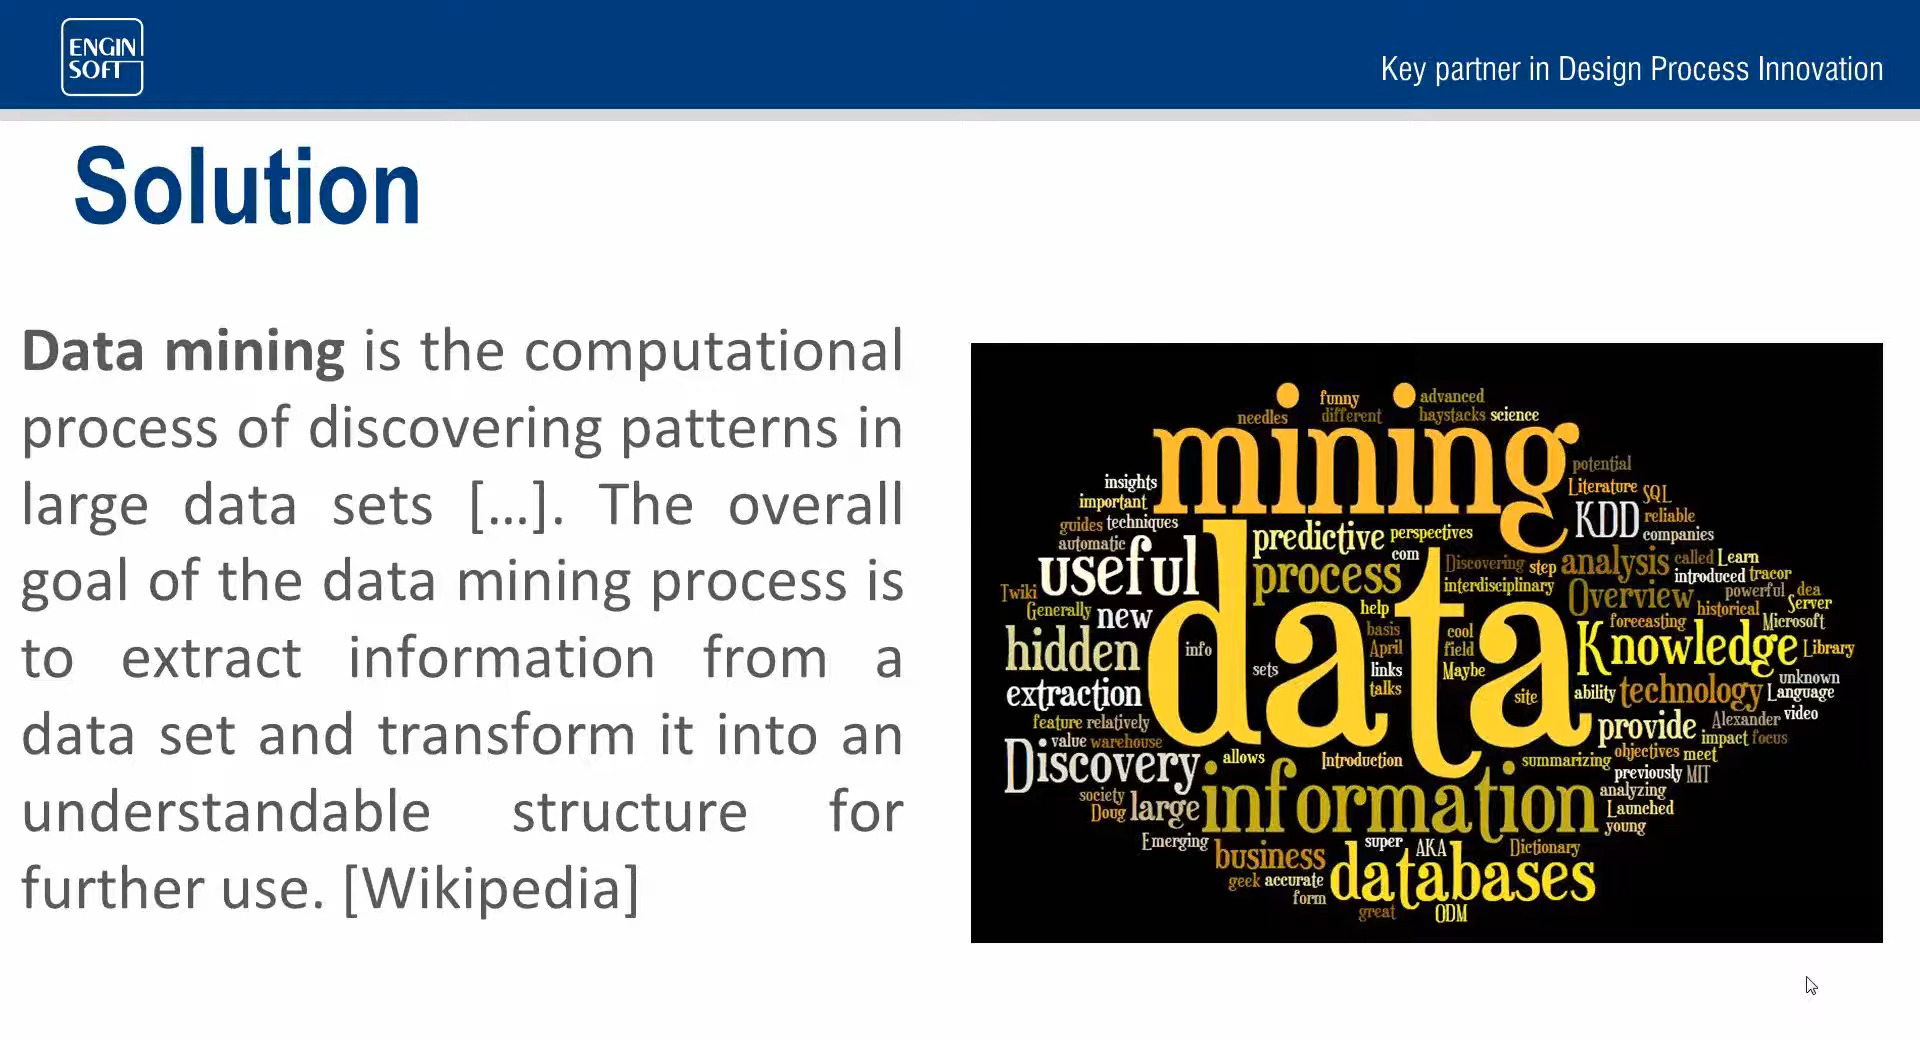 ENGIN
SOFT
Key partner in Design Process Innovation
Solution
Data mining is the computational
process of discovering patterns in
large data sets [...]. The overall
goal of the data mining process is
to extract information from a
data set and transform it into an
understandable structure for
further use. [Wikipedia]
funny advanced
needles different haystacks science
mining
potential
insights Literature SQL
important KDD reliable
guides techniques predictive perspectives companies
automatic useful com Discovering step analysis called Learn
process introduced tracor
Twiki interdisciplinary Overview powerful dea
Generally new help historical Server
data basis cool forecasting Microsoft
hidden info April field Knowledge Library
sets links Maybe unknown
extraction talks site ability technology Language
feature relatively provide Alexander video
value warehouse impact focus
Discovery allows Introduction summarizing objectives meet
previously MIT
society information analyzing
Doug large Launched
young
Emerging super AKA Dictionary
business databases
geek accurate
form
great ODM